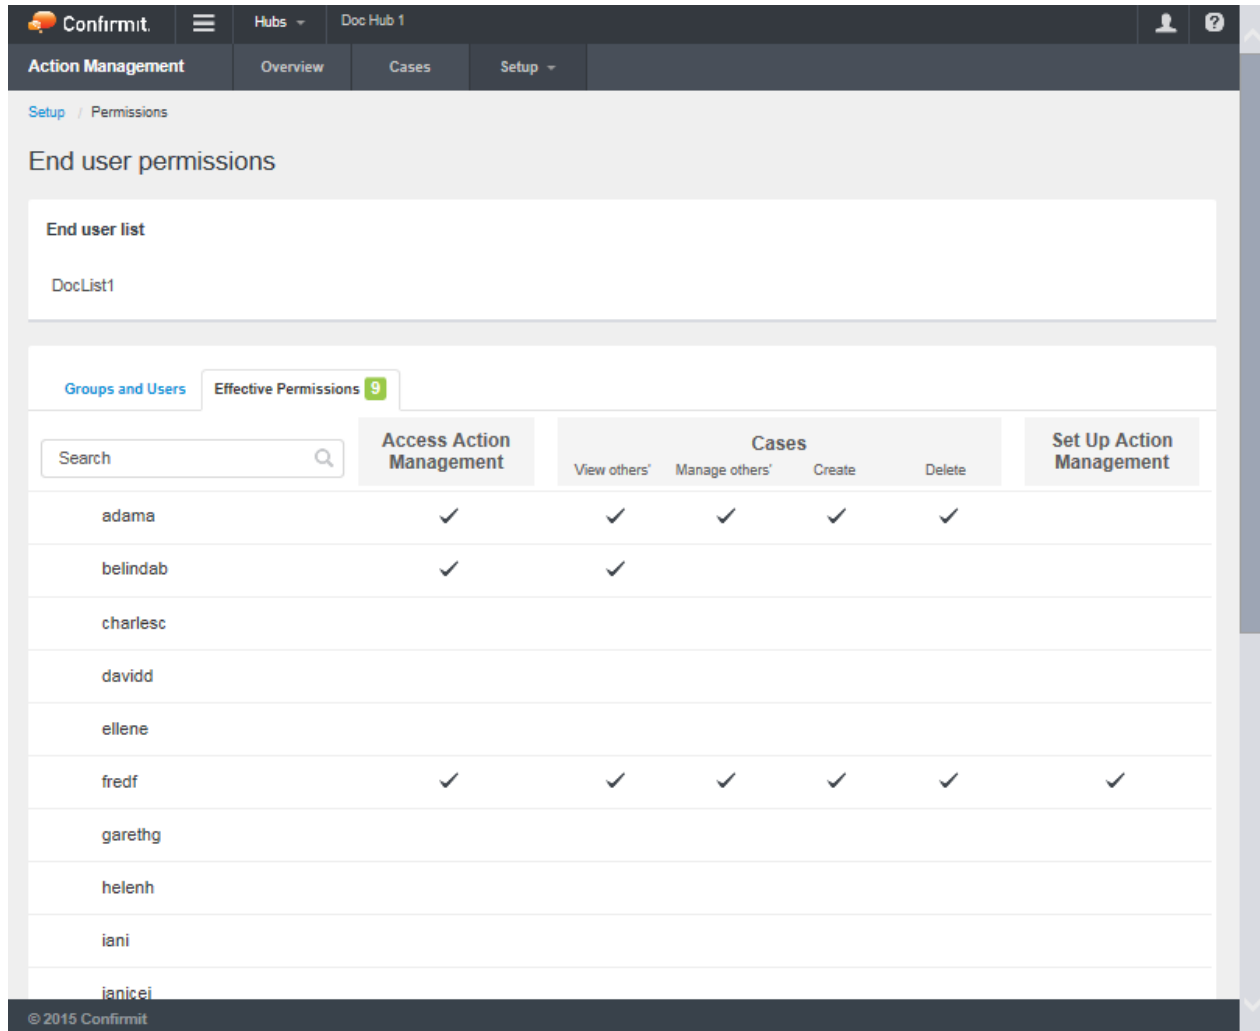 Confirmit.
Hubs
Doc Hub 1
Action Management
Overview
Cases
Setup
Setup / Permissions
End user permissions
End user list
DocList1
Groups and Users
Effective Permissions 9
Search
Access Action
Management
Cases
View others' Manage others' Create Delete
Set Up Action
Management
adama
belindab
charlesc
davidd
ellene
fredf
garethg
helenh
iani
janicej
© 2015 Confirmit